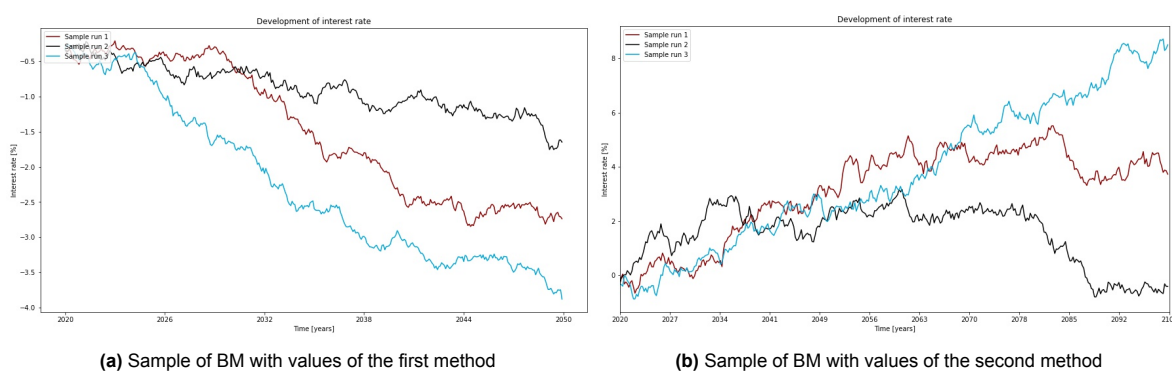 Development of interest rate
Sample run 1
Sample run 2
Sample run 3
−0.5
−1.0
−1.5
−2.0
−2.5
−3.0
−3.5
−4.0
Interest rate [%]
2020 2026 2032 2038 2044 2050
Time [years]
(a) Sample of BM with values of the first method
Development of interest rate
Sample run 1
Sample run 2
Sample run 3
8
6
4
2
0
Interest rate [%]
2020 2027 2034 2041 2049 2056 2063 2070 2078 2085 2092 210
Time [years]
(b) Sample of BM with values of the second method